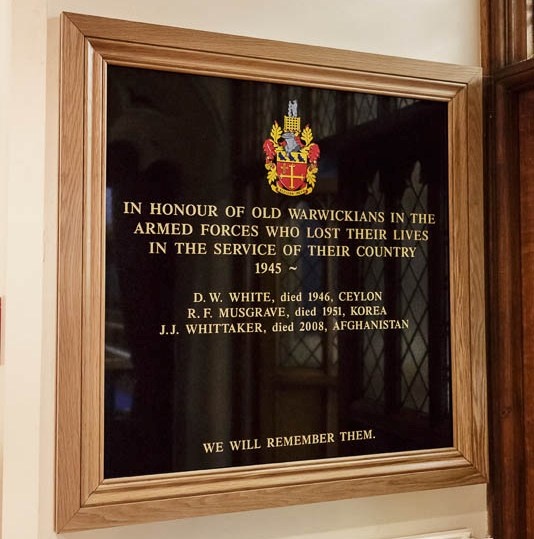 IN HONOUR OF OLD WARWICKIANS IN THE
ARMED FORCES WHO LOST THEIR LIVES
IN THE SERVICE OF THEIR COUNTRY
1945 ~
D. W. WHITE, died 1946, CEYLON
R. F. MUSGRAVE, died 1951, KOREA
J.J. WHITTAKER, died 2008, AFGHANISTAN
WE WILL REMEMBER THEM.